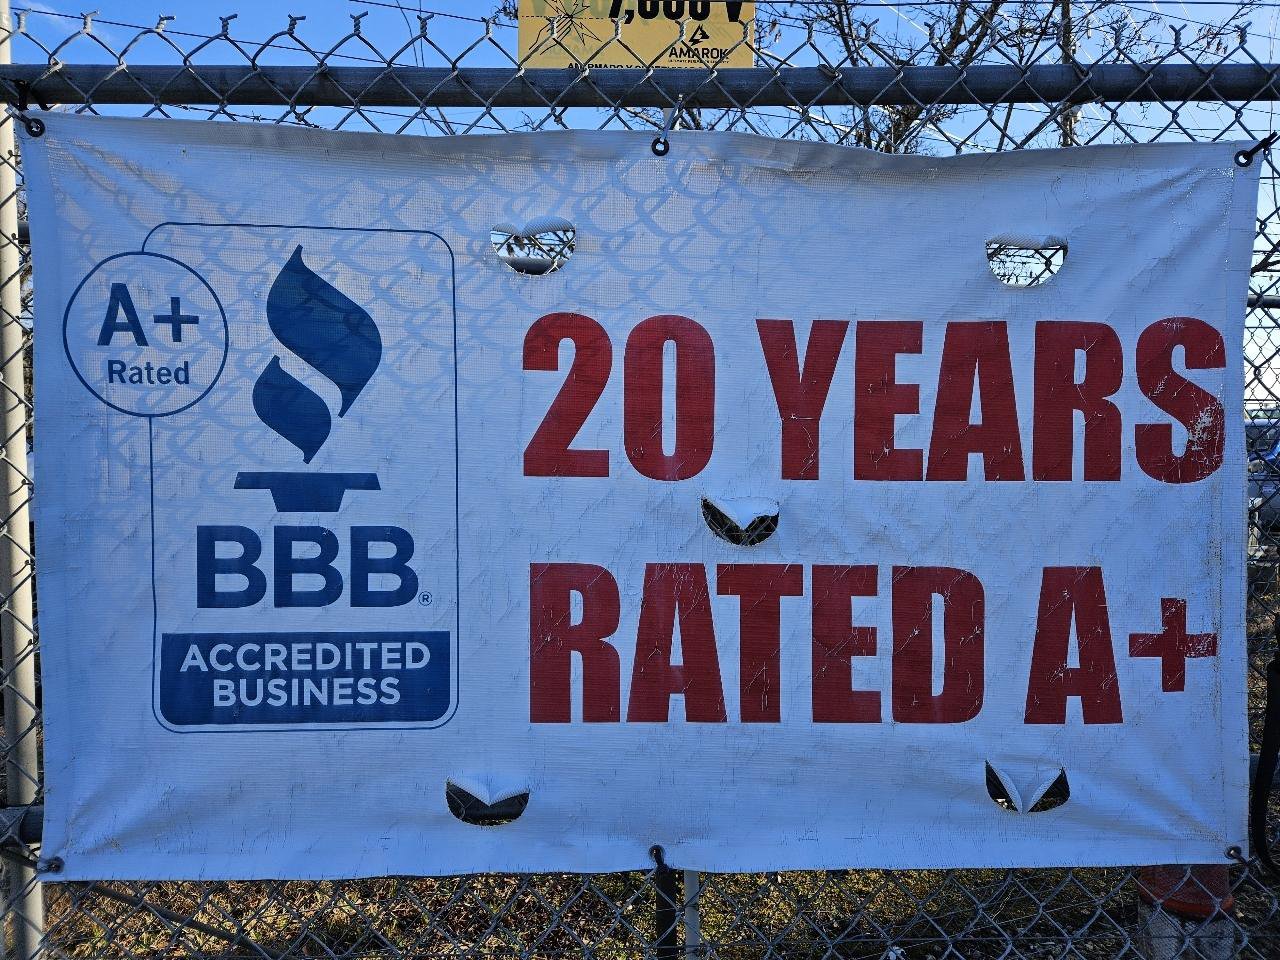 AMAROK
A+
Rated
BBB®
ACCREDITED
BUSINESS
20 YEARS
RATED A+